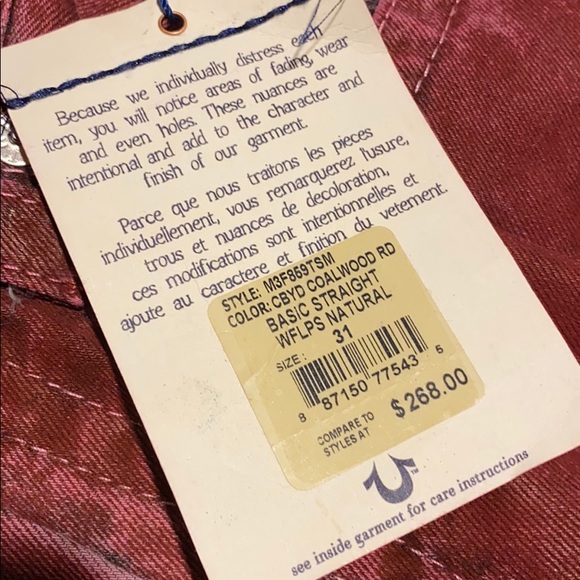 Because we individually distress each
item, you will notice areas of fading, wear
and even holes. These nuances are
intentional and add to the character and
finish of our garment.
Parce que nous traitons les pieces
individuellement, vous remarquerez l'usure,
trous et nuances de decoloration,
ces modifications sont intentionnelles et
ajoute au caractere et finition du vetement.
STYLE: M3F859TSM
COLOR: CBYD COALWOOD RD
BASIC STRAIGHT
WFLPS NATURAL
SIZE: 31
8 87150 77543 5
COMPARE TO
STYLES AT $268.00
TM
see inside garment for care instructions